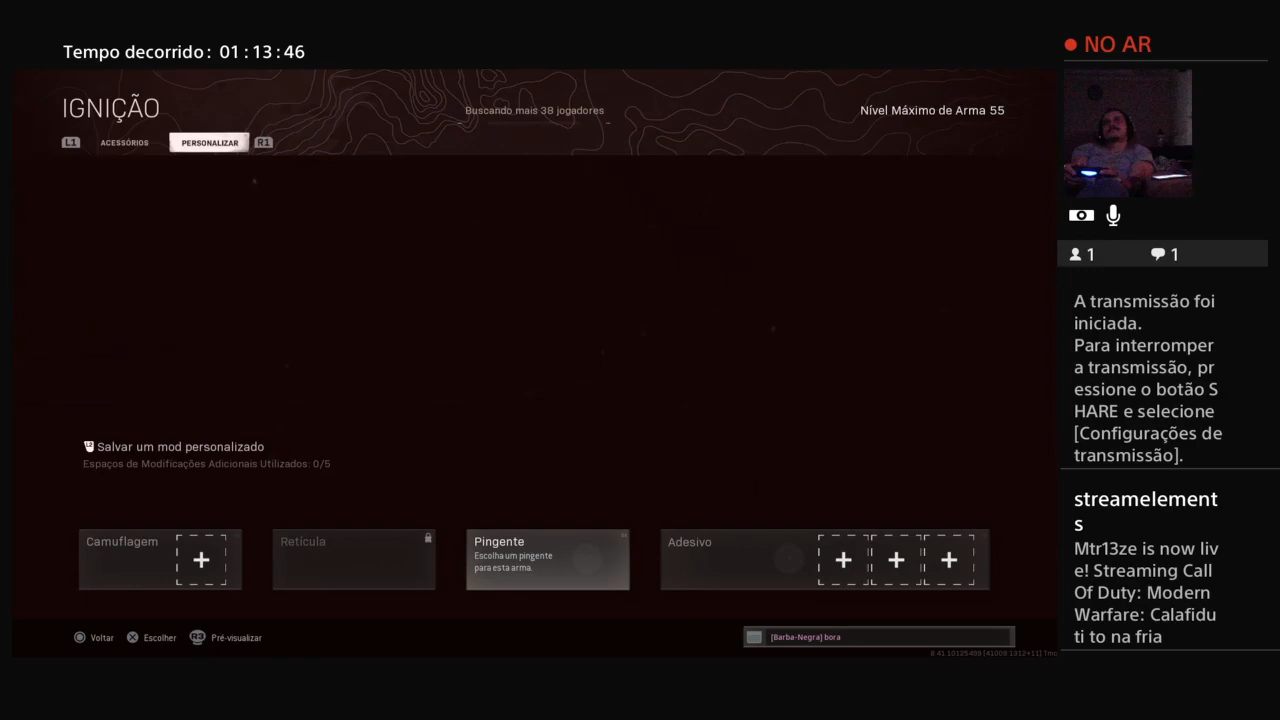 Tempo decorrido: 01:13:46
NO AR
IGNIÇÃO
Buscando mais 38 jogadores
Nível Máximo de Arma 55
L1 ACESSÓRIOS PERSONALIZAR R1
1 1
A transmissão foi
iniciada.
Para interromper
a transmissão, pr
essione o botão S
HARE e selecione
[Configurações de
transmissão].
L2 Salvar um mod personalizado
Espaços de Modificações Adicionais Utilizados: 0/5
streamelement
s
Mtr13ze is now liv
e! Streaming Call
Of Duty: Modern
Warfare: Calafidu
ti to na fria
Camuflagem
Retícula
Pingente
Escolha um pingente
para esta arma.
Adesivo
Voltar Escolher R3 Pré-visualizar
[Barba-Negra] bora